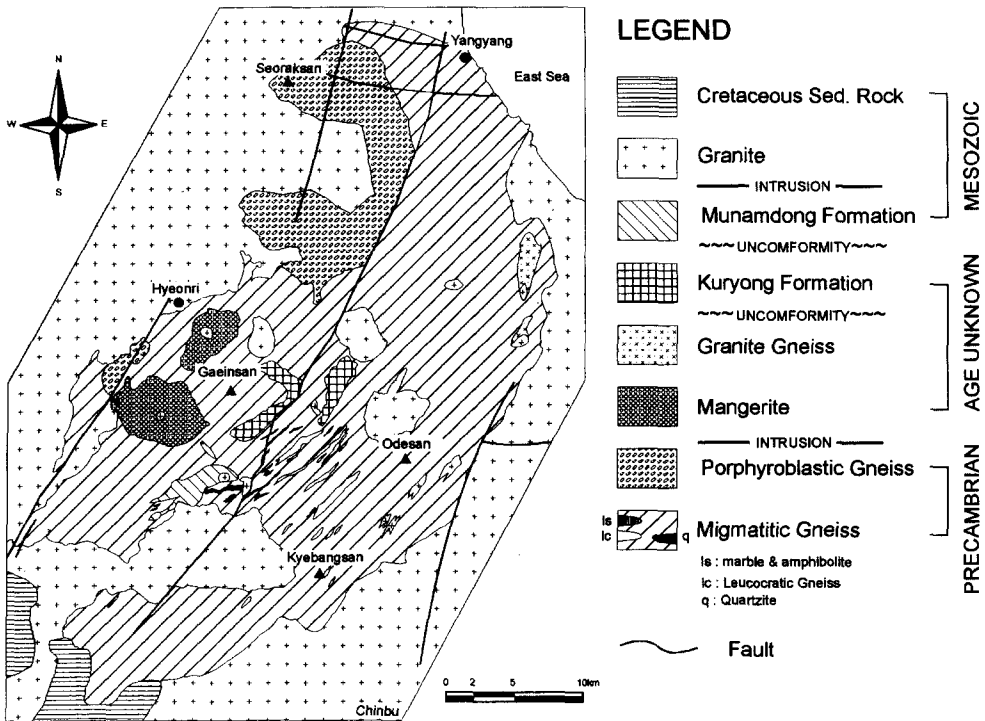 Yangyang
Seoraksan
East Sea
N
W E
S
Hyeonri
Gaeinsan
Odesan
Kyebangsan
Chinbu
0 2 5 10km
LEGEND
Cretaceous Sed. Rock
Granite
INTRUSION
Munamdong Formation
~~~UNCOMFORMITY~~~
Kuryong Formation
~~~UNCOMFORMITY~~~
Granite Gneiss
Mangerite
INTRUSION
Porphyroblastic Gneiss
ls
lc q
Migmatitic Gneiss
ls : marble & amphibolite
lc : Leucocratic Gneiss
q : Quartzite
Fault
MESOZOIC
AGE UNKNOWN
PRECAMBRIAN